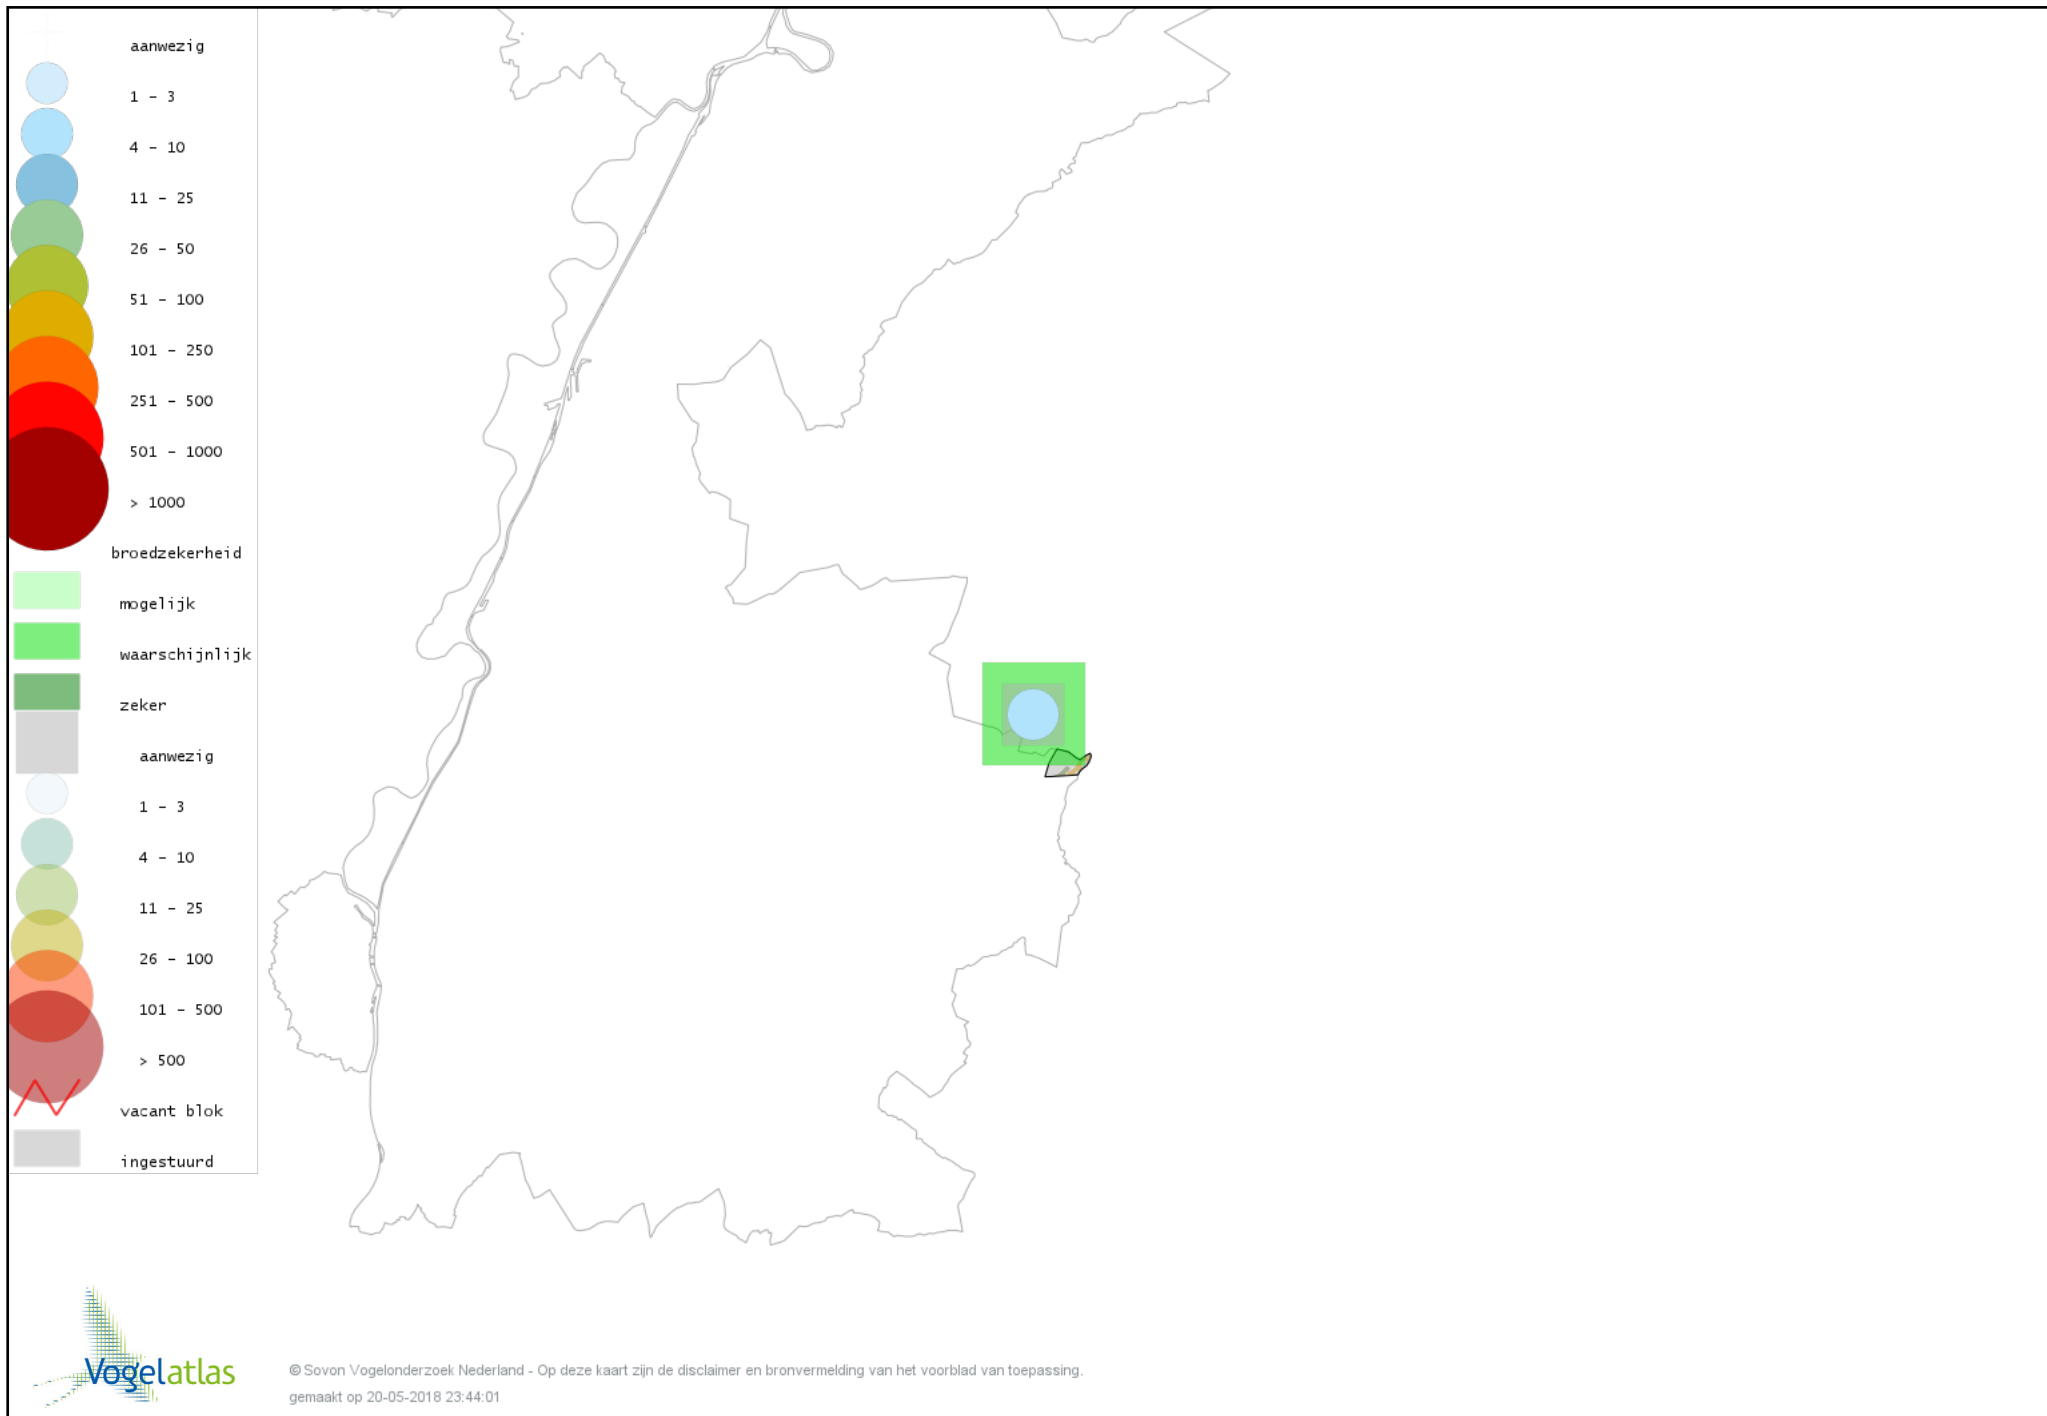 aanwezig
1 - 3
4 - 10
11 - 25
26 - 50
51 - 100
101 - 250
251 - 500
501 - 1000
> 1000
broedzekerheid
mogelijk
waarschijnlijk
zeker
aanwezig
1 - 3
4 - 10
11 - 25
26 - 100
101 - 500
> 500
vacant blok
ingestuurd
Vogelatlas
© Sovon Vogelonderzoek Nederland - Op deze kaart zijn de disclaimer en bronvermelding van het voorblad van toepassing.
gemaakt op 20-05-2018 23:44:01